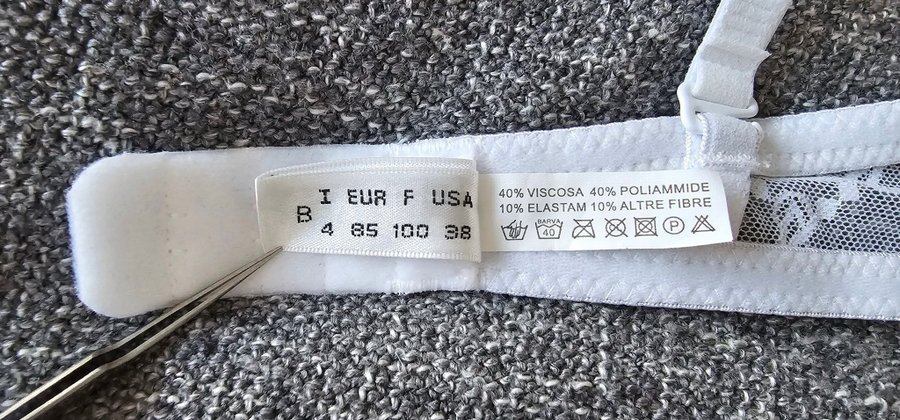 I EUR F USA
B
4 85 100 38
40% VISCOSA 40% POLIAMMIDE
10% ELASTAM 10% ALTRE FIBRE
BARVA
40